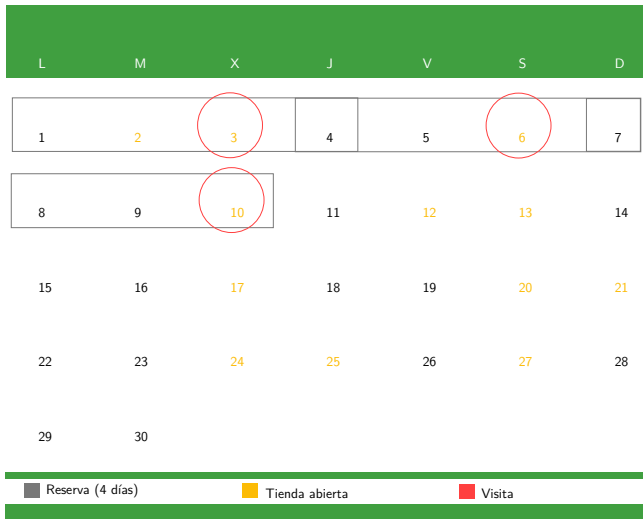 L M X J V S D
1 2 3 4 5 6 7
8 9 10 11 12 13 14
15 16 17 18 19 20 21
22 23 24 25 26 27 28
29 30
Reserva (4 días) Tienda abierta Visita